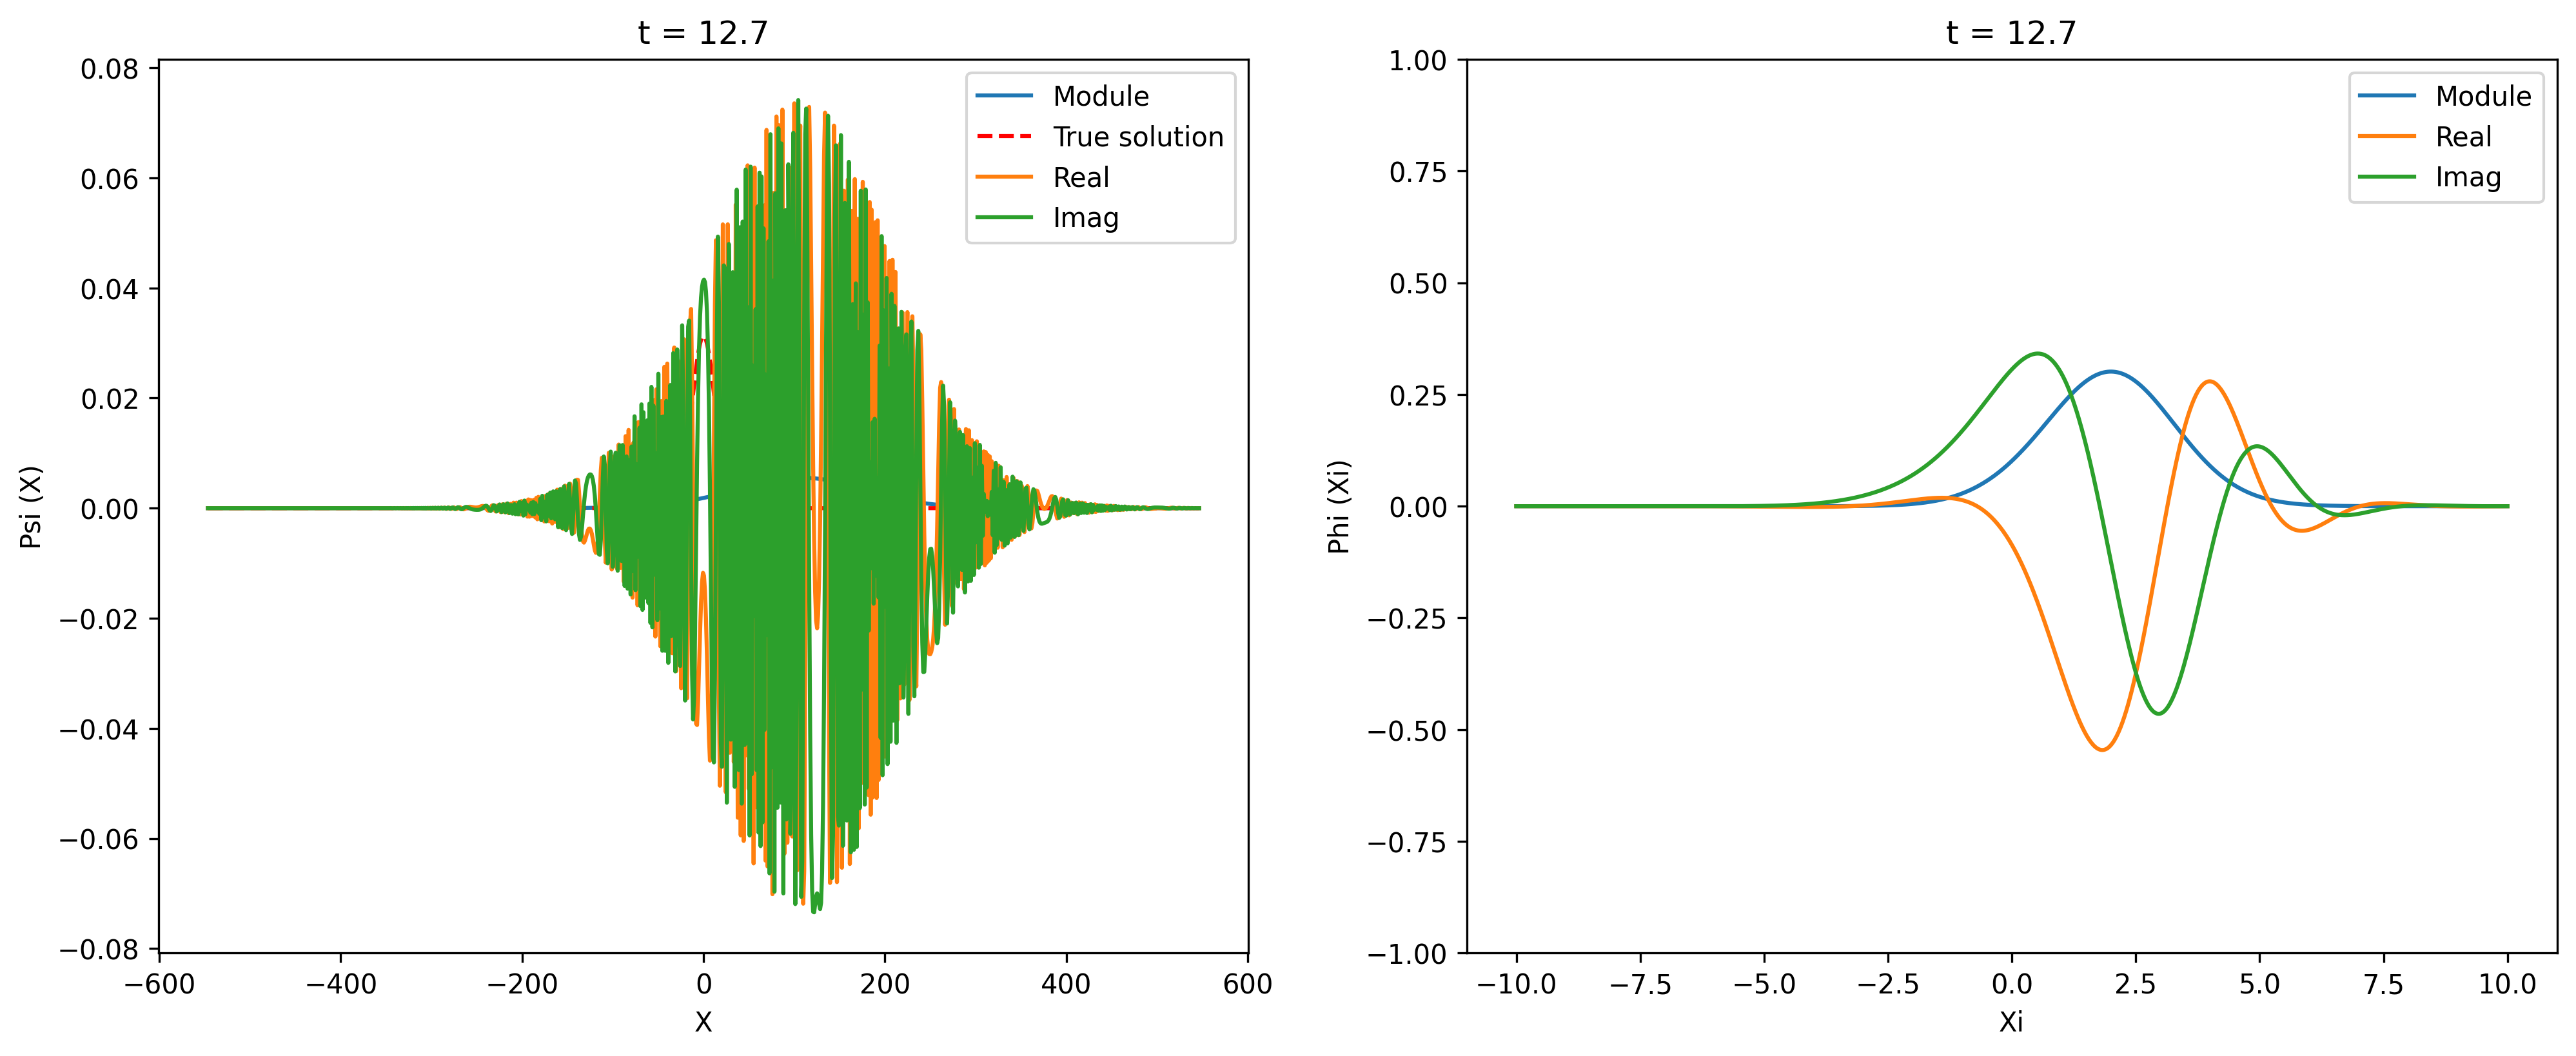 t = 12.7
0.08
0.06
0.04
0.02
0.00
−0.02
−0.04
−0.06
−0.08
Psi (X)
−600
−400
−200
0
200
400
600
X
Module
True solution
Real
Imag
t = 12.7
1.00
0.75
0.50
0.25
0.00
−0.25
−0.50
−0.75
−1.00
Phi (Xi)
−10.0
−7.5
−5.0
−2.5
0.0
2.5
5.0
7.5
10.0
Xi
Module
Real
Imag